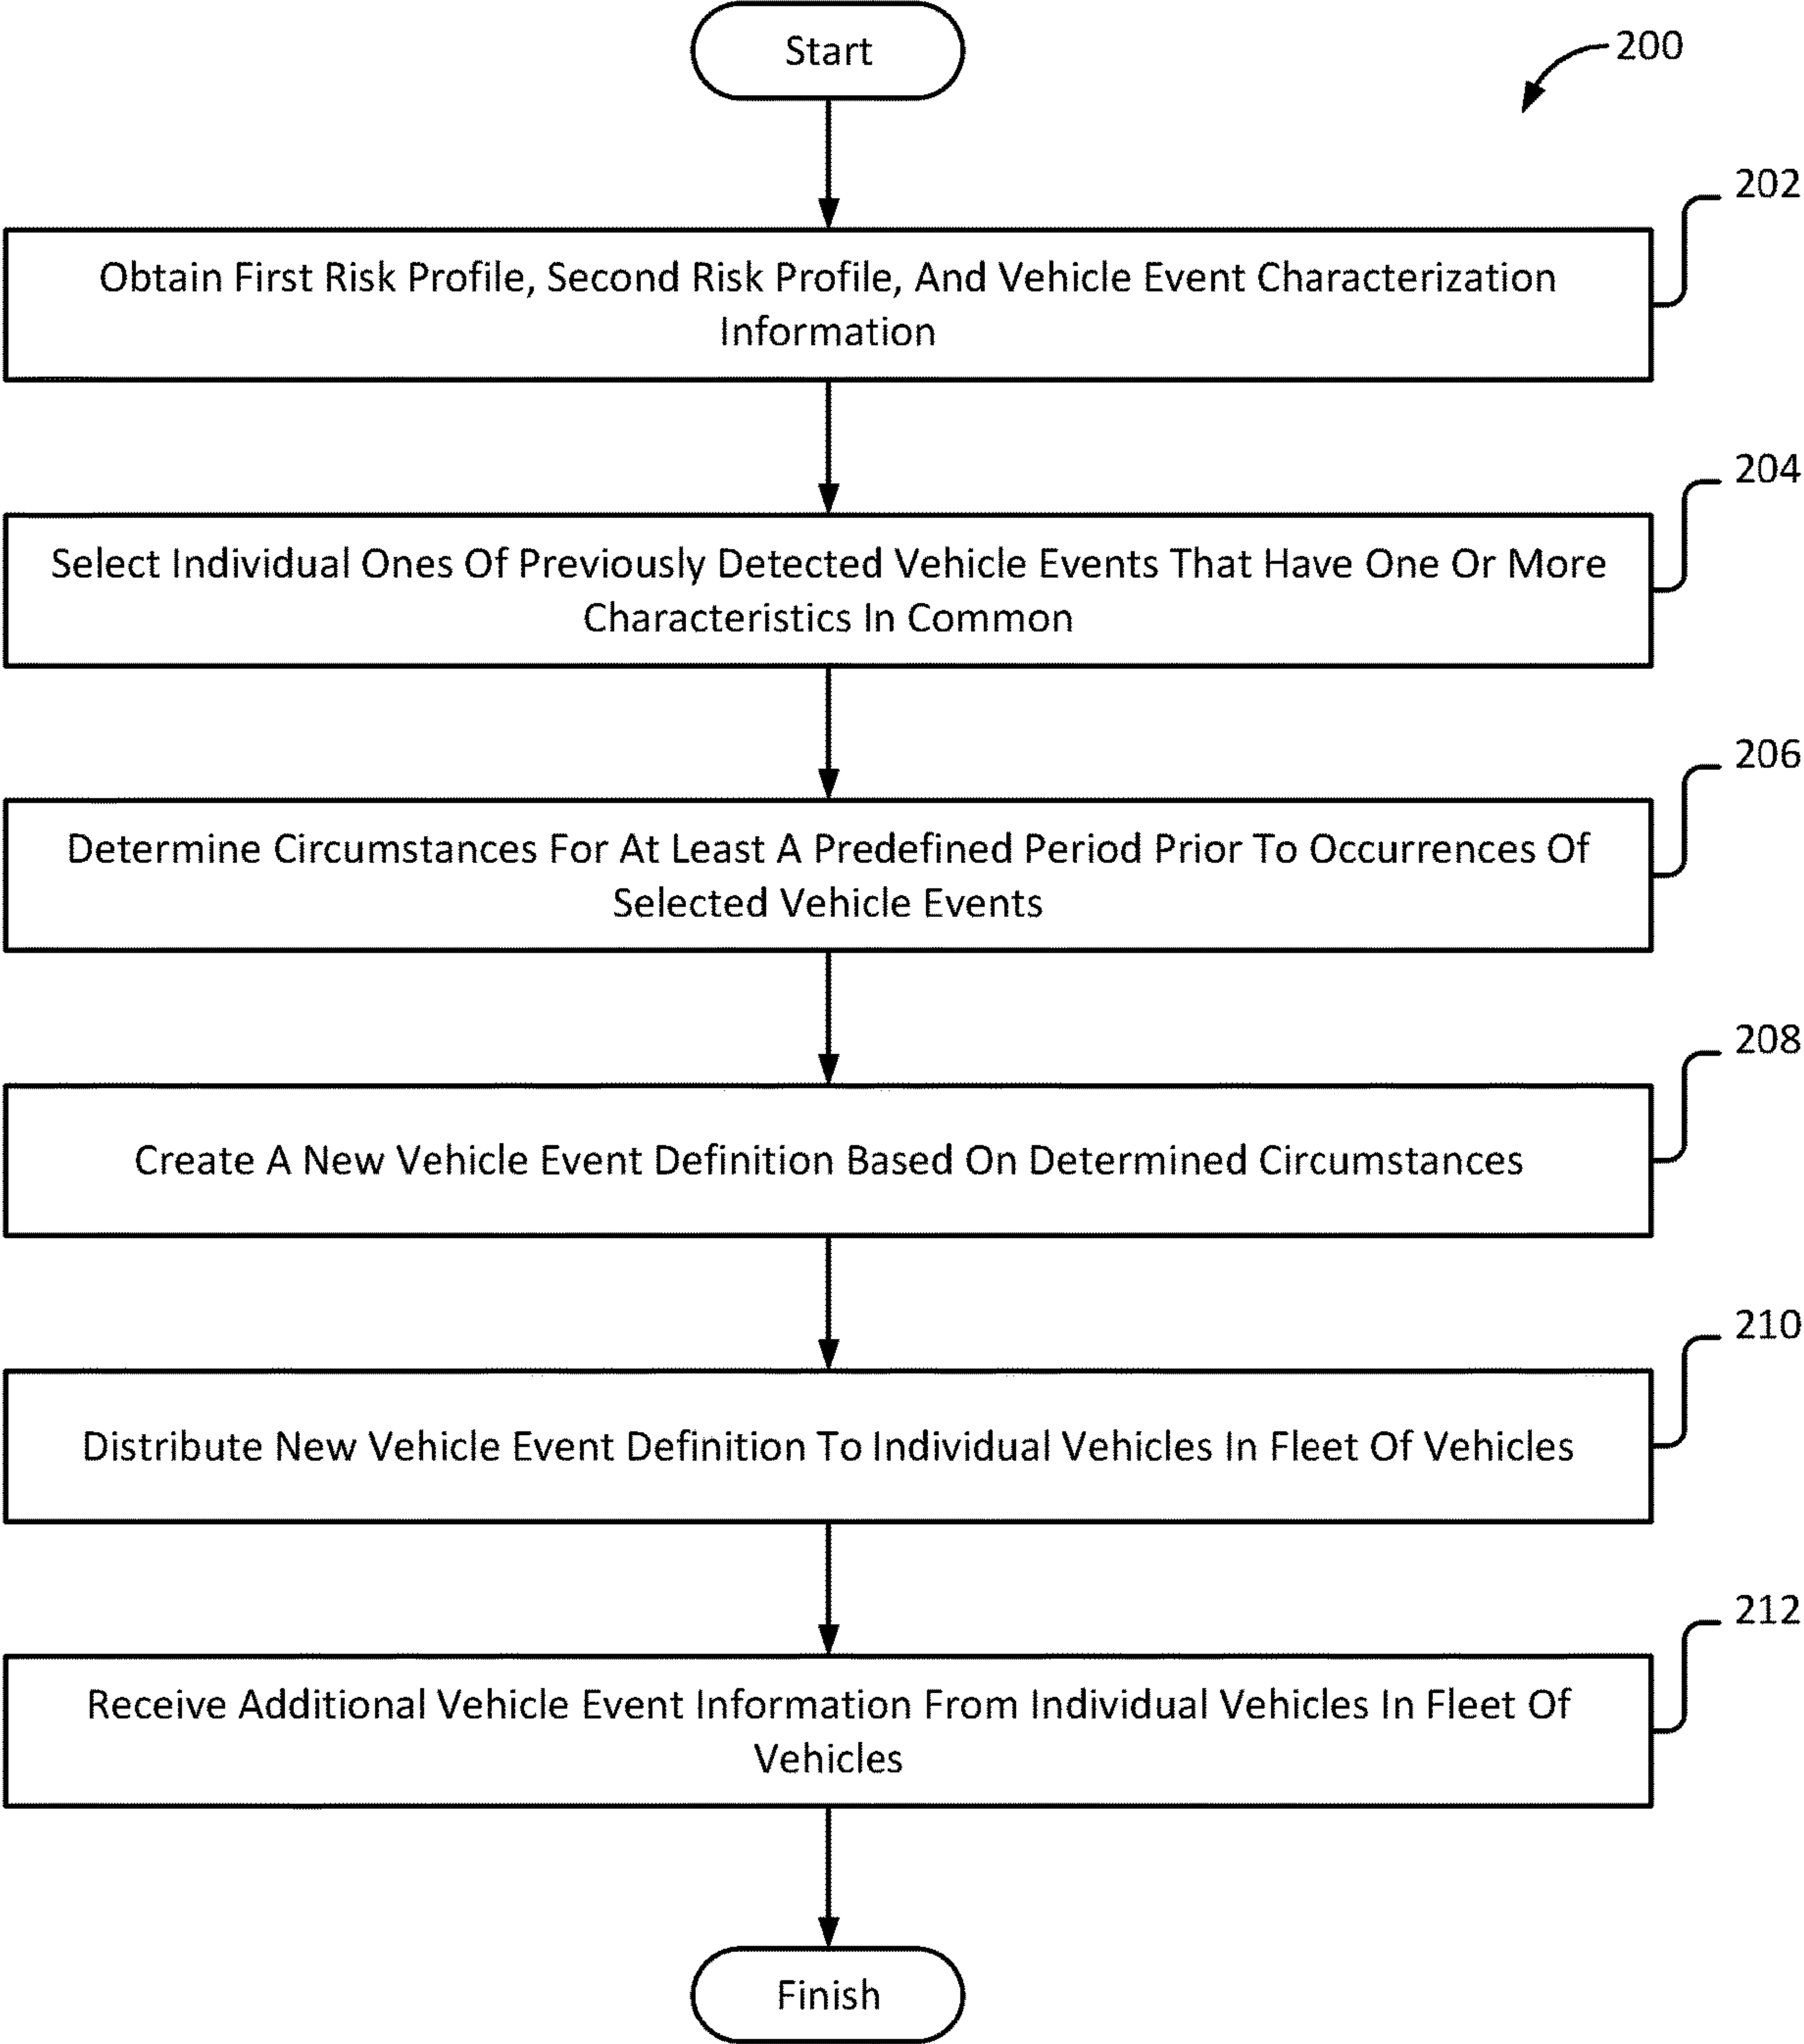 Start
200
202
Obtain First Risk Profile, Second Risk Profile, And Vehicle Event Characterization
Information
204
Select Individual Ones Of Previously Detected Vehicle Events That Have One Or More
Characteristics In Common
206
Determine Circumstances For At Least A Predefined Period Prior To Occurrences Of
Selected Vehicle Events
208
Create A New Vehicle Event Definition Based On Determined Circumstances
210
Distribute New Vehicle Event Definition To Individual Vehicles In Fleet Of Vehicles
212
Receive Additional Vehicle Event Information From Individual Vehicles In Fleet Of
Vehicles
Finish